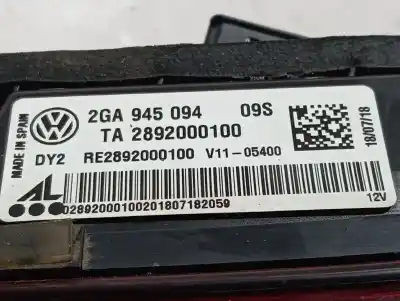 MADE IN SPAIN
VW
2GA 945 094 09S
TA 2892000100
DY2 RE2892000100 V11-05400
18/07/18
AL
02892000100201807182059
12V